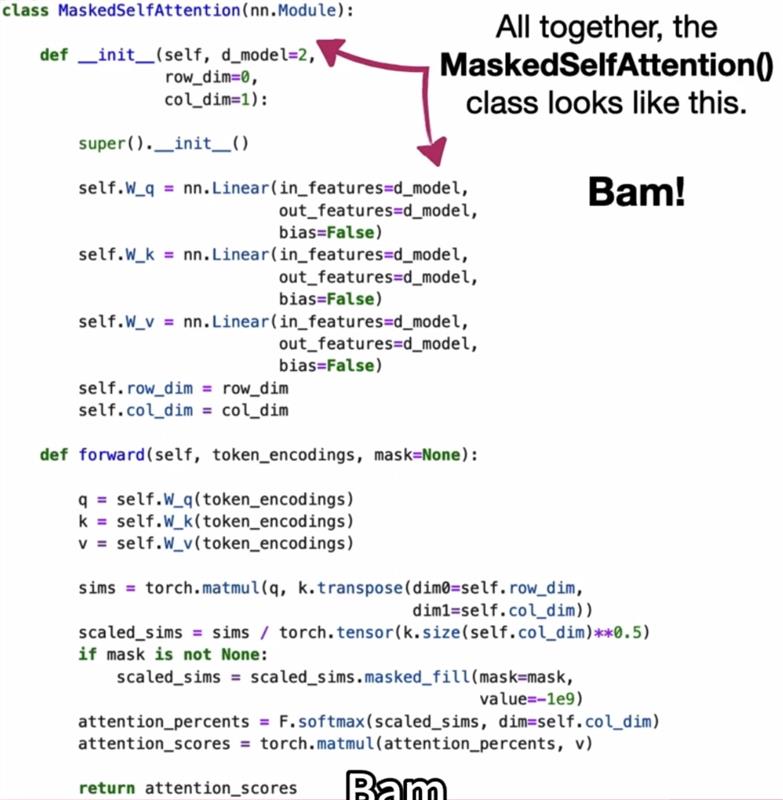 class MaskedSelfAttention(nn.Module):
def __init__(self, d_model=2,
row_dim=0,
col_dim=1):
super().__init__()
self.W_q = nn.Linear(in_features=d_model,
out_features=d_model,
bias=False)
self.W_k = nn.Linear(in_features=d_model,
out_features=d_model,
bias=False)
self.W_v = nn.Linear(in_features=d_model,
out_features=d_model,
bias=False)
self.row_dim = row_dim
self.col_dim = col_dim
def forward(self, token_encodings, mask=None):
q = self.W_q(token_encodings)
k = self.W_k(token_encodings)
v = self.W_v(token_encodings)
sims = torch.matmul(q, k.transpose(dim0=self.row_dim,
dim1=self.col_dim))
scaled_sims = sims / torch.tensor(k.size(self.col_dim)**0.5)
if mask is not None:
scaled_sims = scaled_sims.masked_fill(mask=mask,
value=-1e9)
attention_percents = F.softmax(scaled_sims, dim=self.col_dim)
attention_scores = torch.matmul(attention_percents, v)
return attention_scores
All together, the
MaskedSelfAttention()
class looks like this.
Bam!
Bam